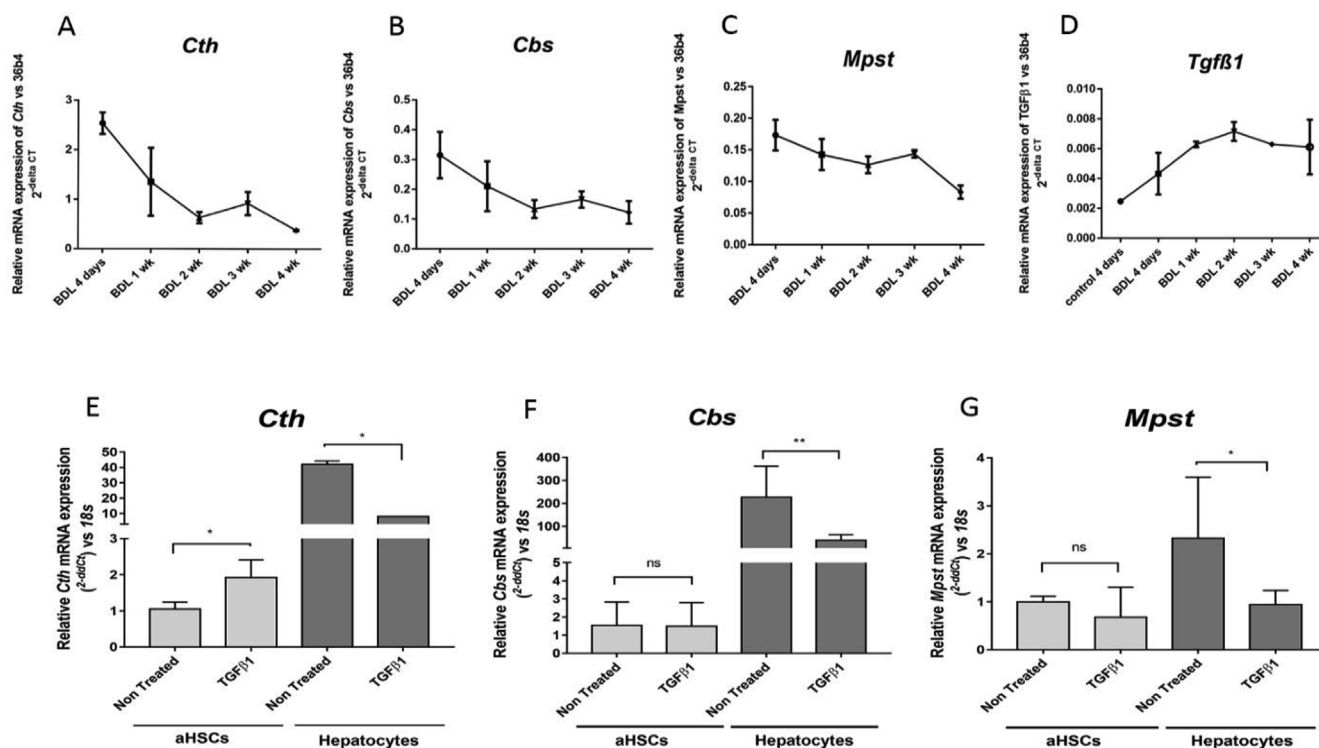 A
Cth
Relative mRNA expression of Cth vs 36b4
2-delta CT
3
2
1
0
BDL 4 days
BDL 1 wk
BDL 2 wk
BDL 3 wk
BDL 4 wk
B
Cbs
Relative mRNA expression of Cbs vs 36b4
2-delta CT
0.5
0.4
0.3
0.2
0.1
0.0
BDL 4 days
BDL 1 wk
BDL 2 wk
BDL 3 wk
BDL 4 wk
C
Mpst
Relative mRNA expression of Mpst vs 36b4
2-delta CT
0.25
0.20
0.15
0.10
0.05
0.00
BDL 4 days
BDL 1 wk
BDL 2 wk
BDL 3 wk
BDL 4 wk
D
Tgfß1
Relative mRNA expression of TGFβ1 vs 36b4
2-delta CT
0.010
0.008
0.006
0.004
0.002
0.000
control 4 days
BDL 4 days
BDL 1 wk
BDL 2 wk
BDL 3 wk
BDL 4 wk
E
Cth
Relative Cth mRNA expression
(2-ddCt) vs 18s
50
40
30
20
10
3
2
1
0
*
*
Non Treated
TGFβ1
Non Treated
TGFβ1
aHSCs
Hepatocytes
F
Cbs
Relative Cbs mRNA expression
(2-ddCt) vs 18s
400
300
200
100
5
4
3
2
1
0
ns
**
Non Treated
TGFβ1
Non Treated
TGFβ1
aHSCs
Hepatocytes
G
Mpst
Relative Mpst mRNA expression
(2-ddCt) vs 18s
4
3
2
1
0
ns
*
Non Treated
TGFβ1
Non Treated
TGFβ1
aHSCs
Hepatocytes